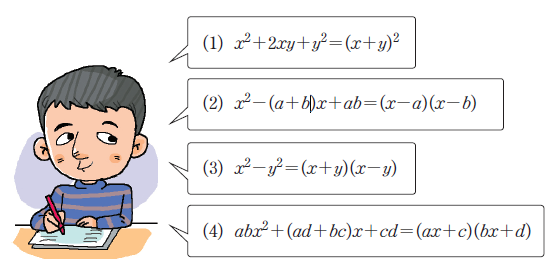 (1) x²+2xy+y²=(x+y)²
(2) x²-(a+b)x+ab=(x-a)(x-b)
(3) x²-y²=(x+y)(x-y)
(4) abx²+(ad+bc)x+cd=(ax+c)(bx+d)